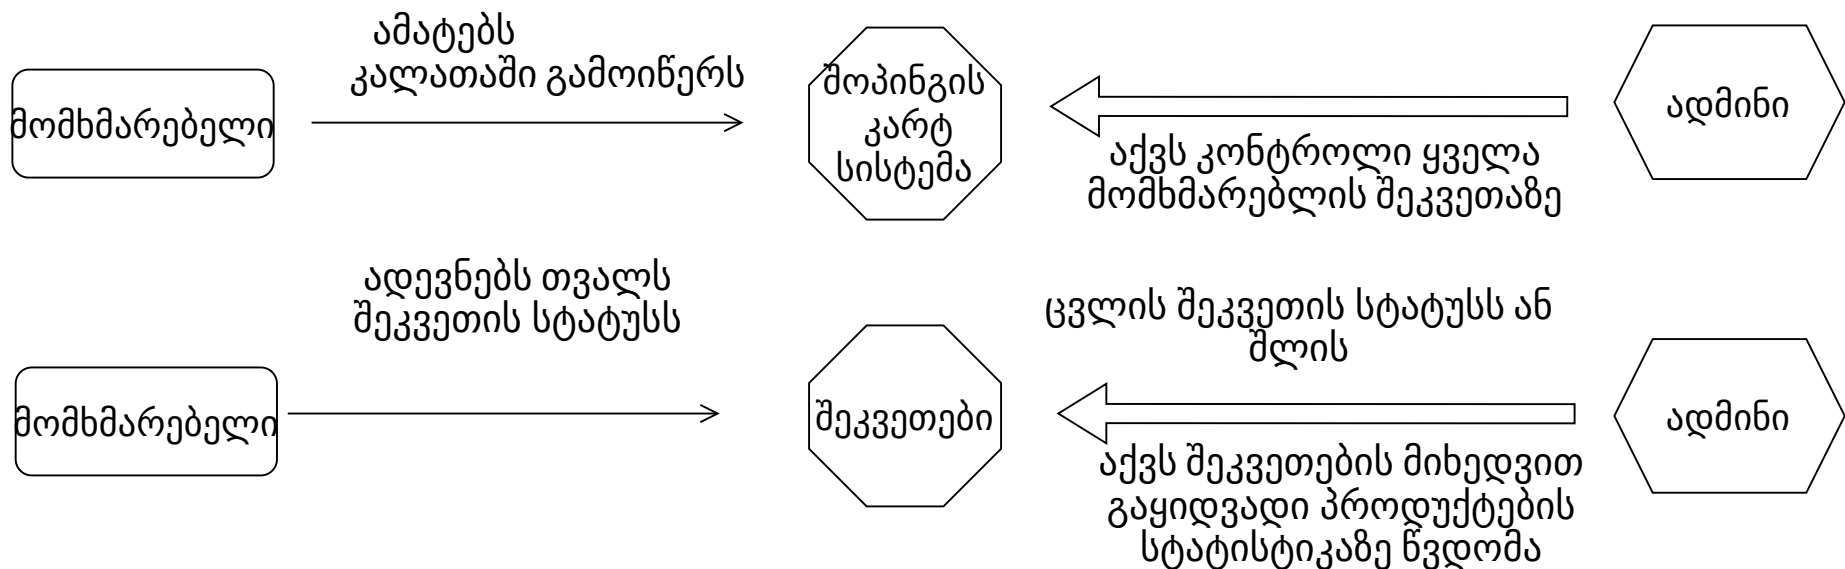 ამატებს
კალათაში გამოიწერს
მომხმარებელი
შოპინგის
კარტ
სისტემა
აქვს კონტროლი ყველა
მომხმარებლის შეკვეთაზე
ადმინი
ადევნებს თვალს
შეკვეთის სტატუსს
მომხმარებელი
შეკვეთები
ცვლის შეკვეთის სტატუსს ან
შლის
აქვს შეკვეთების მიხედვით
გაყიდვადი პროდუქტების
სტატისტიკაზე წვდომა
ადმინი